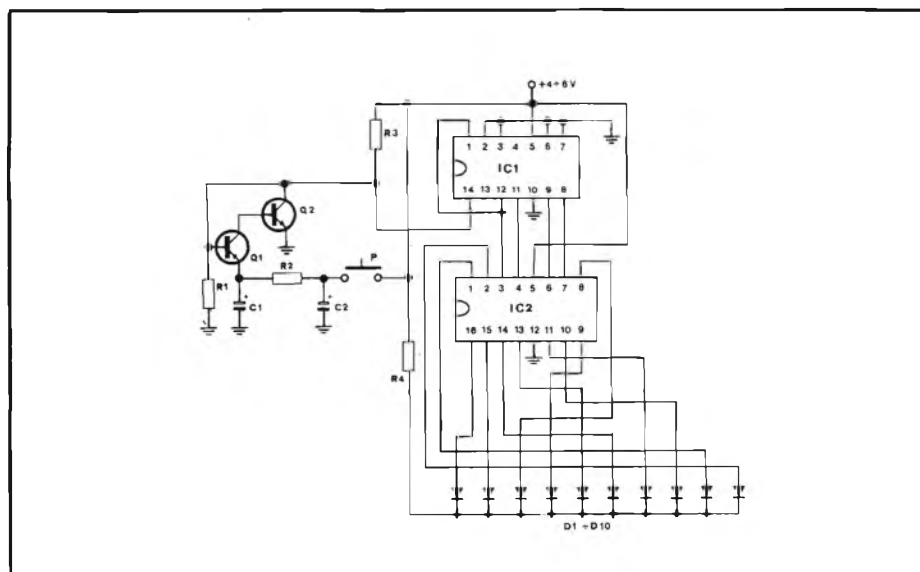 +4÷6V
R3
1 2 3 4 5 6 7
IC1
14 13 12 11 10 9 8
Q2
Q1
R2
P
R1
C1
+
C2
+
1 2 3 4 5 6 7 8
IC2
16 15 14 13 12 11 10 9
R4
D1 ÷D10